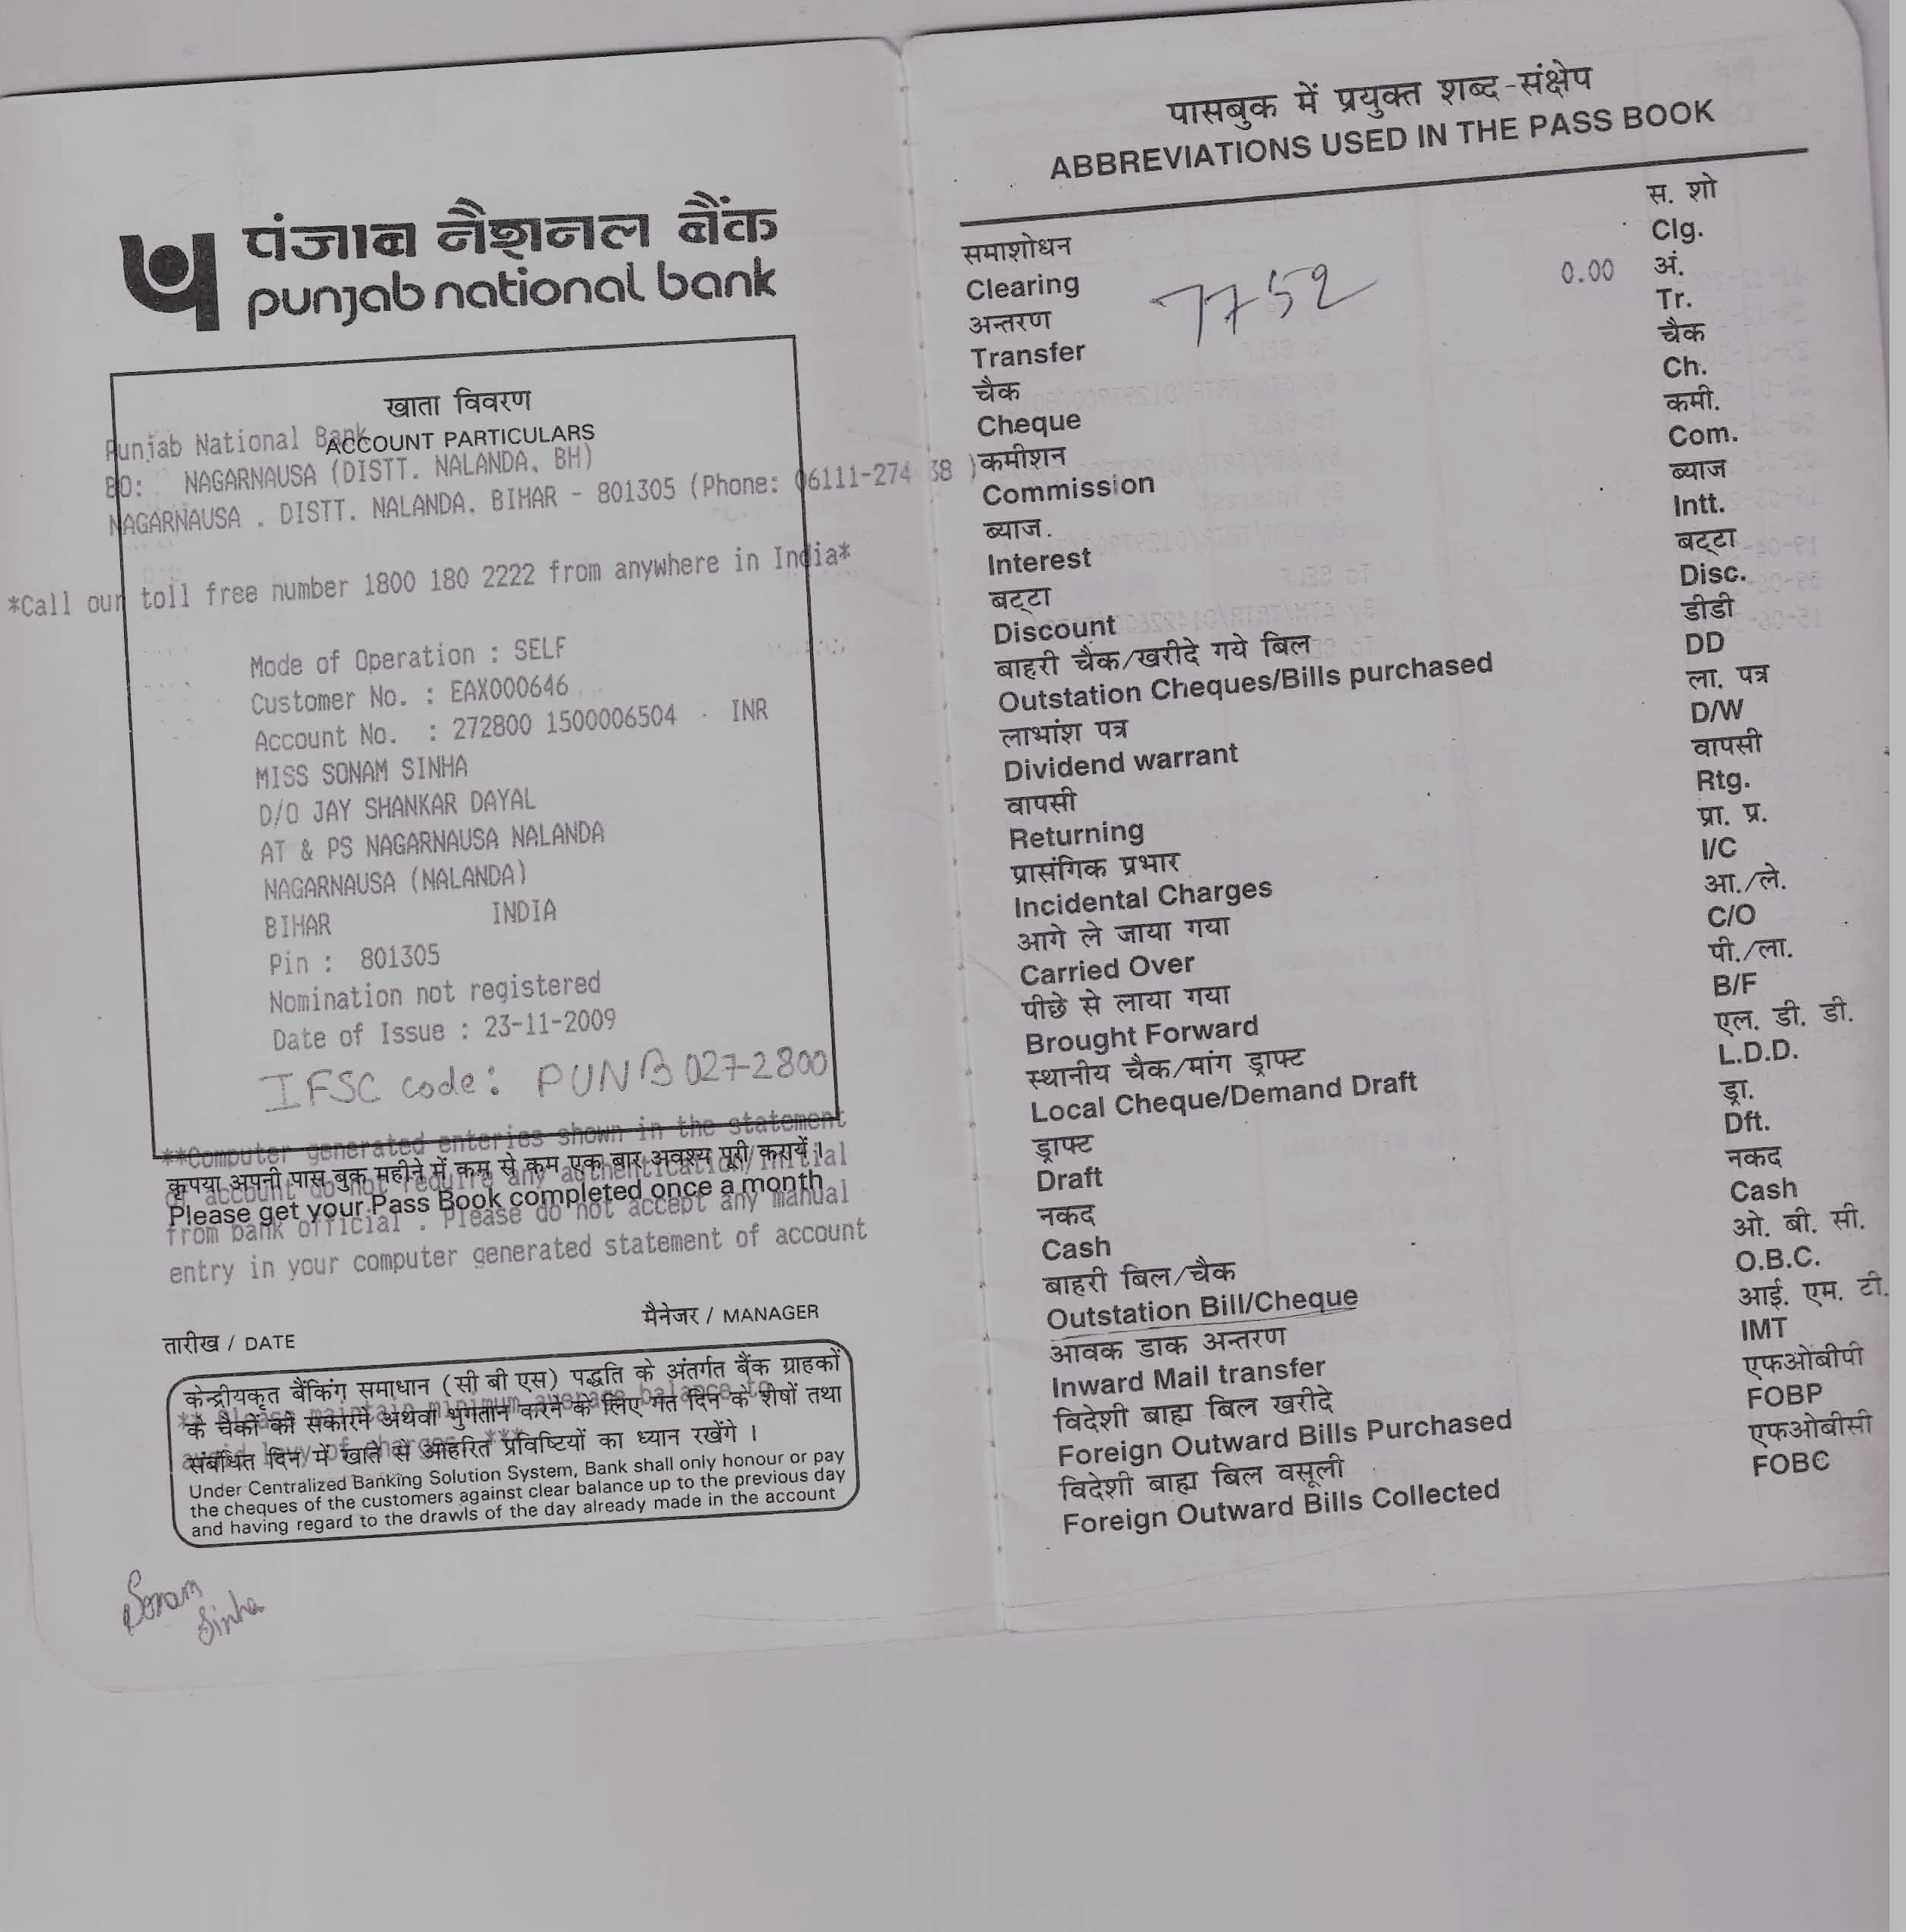 पंजाब नैशनल बैंक
punjab national bank
खाता विवरण
Punjab National Bank
ACCOUNT PARTICULARS
BO: NAGARNAUSA (DISTT. NALANDA, BH)
NAGARNAUSA . DISTT. NALANDA, BIHAR - 801305 (Phone: 06111-274 38 )
*Call our toll free number 1800 180 2222 from anywhere in India*
Mode of Operation : SELF
Customer No. : EAX000646
Account No. : 272800 1500006504 - INR
MISS SONAM SINHA
D/O JAY SHANKAR DAYAL
AT & PS NAGARNAUSA NALANDA
NAGARNAUSA (NALANDA)
BIHAR INDIA
Pin : 801305
Nomination not registered
Date of Issue : 23-11-2009
IFSC code: PUNB0272800
**Computer generated enteries shown in the statement
कृपया अपनी पास बुक महीने में कम से कम एक बार अवश्य पूरी करायें।
of account do not require any authentication/initial
Please get your Pass Book completed once a month
from bank official . Please do not accept any manual
entry in your computer generated statement of account
मैनेजर / MANAGER
तारीख / DATE
केन्द्रीयकृत बैंकिंग समाधान (सी बी एस) पद्धति के अंतर्गत बैंक ग्राहकों
** Please maintain minimum average balance to
के चैकों को सकारने अथवा भुगतान करने के लिए गत दिन के शेषों तथा
avoid levy of charges. ***
संबंधित दिन में खाते से आहरित प्रविष्टियों का ध्यान रखेंगे ।
Under Centralized Banking Solution System, Bank shall only honour or pay
the cheques of the customers against clear balance up to the previous day
and having regard to the drawls of the day already made in the account
Sonam
Sinha
पासबुक में प्रयुक्त शब्द-संक्षेप
ABBREVIATIONS USED IN THE PASS BOOK
समाशोधन स. शो
Clearing Clg.
7752 0.00
अन्तरण अं.
Transfer Tr.
चैक चैक
Cheque Ch.
कमीशन कमी.
Commission Com.
ब्याज. ब्याज
Interest Intt.
बट्टा बट्टा
Discount Disc.
बाहरी चैक/खरीदे गये बिल डीडी
Outstation Cheques/Bills purchased DD
लाभांश पत्र ला. पत्र
Dividend warrant D/W
वापसी वापसी
Returning Rtg.
प्रासंगिक प्रभार प्रा. प्र.
Incidental Charges I/C
आगे ले जाया गया आ./ले.
Carried Over C/O
पीछे से लाया गया पी./ला.
Brought Forward B/F
स्थानीय चैक/मांग ड्राफ्ट एल. डी. डी.
Local Cheque/Demand Draft L.D.D.
ड्राफ्ट ड्रा.
Draft Dft.
नकद नकद
Cash Cash
बाहरी बिल/चैक ओ. बी. सी.
Outstation Bill/Cheque O.B.C.
आवक डाक अन्तरण आई. एम. टी.
Inward Mail transfer IMT
विदेशी बाह्य बिल खरीदे एफओबीपी
Foreign Outward Bills Purchased FOBP
विदेशी बाह्य बिल वसूली एफओबीसी
Foreign Outward Bills Collected FOBC